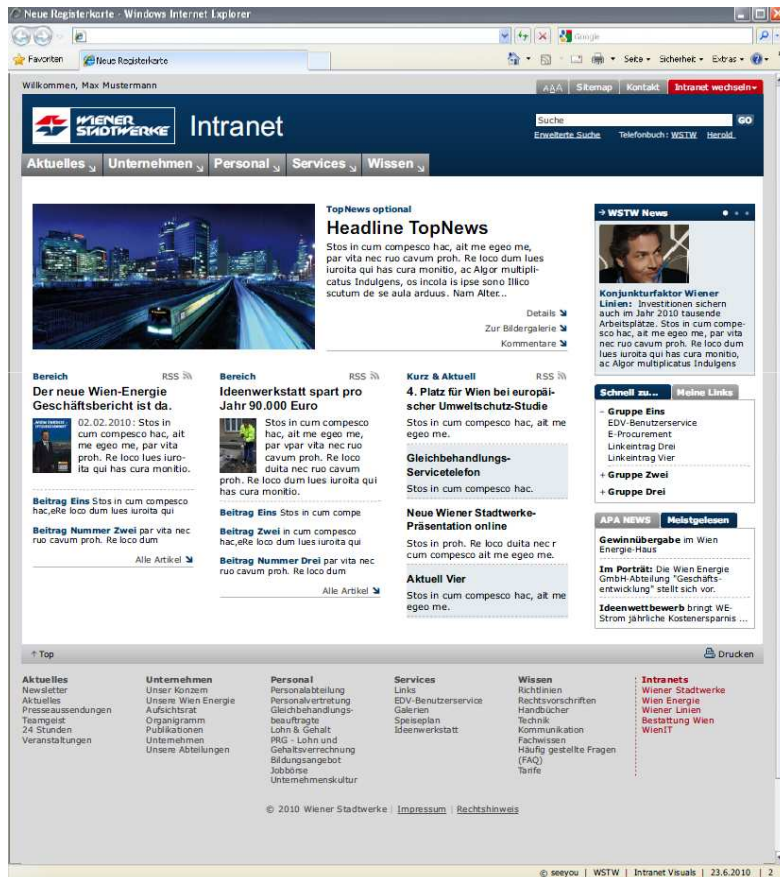 Neue Registerkarte - Windows Internet Explorer
Google
Favoriten
Neue Registerkarte
Seite
Sicherheit
Extras
Willkommen, Max Mustermann
AAA
Sitemap
Kontakt
Intranet wechseln
WIENER
STADTWERKE
Intranet
Suche
GO
Erweiterte Suche
Telefonbuch: WSTW Herold
Aktuelles
Unternehmen
Personal
Services
Wissen
TopNews optional
Headline TopNews
Stos in cum compesco hac, ait me egeo me,
par vita nec ruo cavum proh. Re loco dum lues
iuroita qui has cura monitio, ac Algor multipli-
catus Indulgens, os incola is ipse sono Illico
scutum de se aula arduus. Nam Alter...
Details
Zur Bildergalerie
Kommentare
WSTW News
Konjunkturfaktor Wiener
Linien: Investitionen sichern
auch im Jahr 2010 tausende
Arbeitsplätze. Stos in cum compe-
sco hac, ait me egeo me, par vita
nec ruo cavum proh. Re loco dum
lues iuroita qui has cura monitio,
ac Algor multiplicatus Indulgens
Bereich
RSS
Der neue Wien-Energie
Geschäftsbericht ist da.
02.02.2010: Stos in
cum compesco hac, ait
me egeo me, par vita
proh. Re loco lues iuro-
ita qui has cura monitio.
Beitrag Eins Stos in cum compesco
hac,eRe loco dum lues iuroita qui
Beitrag Nummer Zwei par vita nec
ruo cavum proh. Re loco dum
Alle Artikel
Bereich
RSS
Ideenwerkstatt spart pro
Jahr 90.000 Euro
Stos in cum compesco
hac, ait me egeo me,
par vpar vita nec ruo
cavum proh. Re loco
duita nec ruo cavum
proh. Re loco dum lues iuroita qui
has cura monitio.
Beitrag Eins Stos in cum compe
Beitrag Zwei in cum compesco
hac,eRe loco dum lues iuroita qui
Beitrag Nummer Drei par vita nec
ruo cavum proh. Re loco dum
Alle Artikel
Kurz & Aktuell
RSS
4. Platz für Wien bei europäi-
scher Umweltschutz-Studie
Stos in cum compesco hac, ait me
egeo me.
Gleichbehandlungs-
Servicetelefon
Stos in cum compesco hac.
Neue Wiener Stadtwerke-
Präsentation online
Stos in proh. Re loco duita nec r
cum compesco ait me egeo me.
Aktuell Vier
Stos in cum compesco hac, ait me
egeo me.
Schnell zu...
Meine Links
– Gruppe Eins
EDV-Benutzerservice
E-Procurement
Linkeintrag Drei
Linkeintrag Vier
+ Gruppe Zwei
+ Gruppe Drei
APA NEWS
Meistgelesen
Gewinnübergabe im Wien
Energie-Haus
Im Porträt: Die Wien Energie
GmbH-Abteilung "Geschäfts-
entwicklung" stellt sich vor.
Ideenwettbewerb bringt WE-
Strom jährliche Kostenersparnis ...
↑ Top
Drucken
Aktuelles
Newsletter
Aktuelles
Presseaussendungen
Teamgeist
24 Stunden
Veranstaltungen
Unternehmen
Unser Konzern
Unsere Wien Energie
Aufsichtsrat
Organigramm
Publikationen
Unternehmen
Unsere Abteilungen
Personal
Personalabteilung
Personalvertretung
Gleichbehandlungs-
beauftragte
Lohn & Gehalt
PRG - Lohn und
Gehaltsverrechnung
Bildungsangebot
Jobbörse
Unternehmenskultur
Services
Links
EDV-Benutzerservice
Galerien
Speiseplan
Ideenwerkstatt
Wissen
Richtlinien
Rechtsvorschriften
Handbücher
Technik
Kommunikation
Fachwissen
Häufig gestellte Fragen
(FAQ)
Tarife
Intranets
Wiener Stadtwerke
Wien Energie
Wiener Linien
Bestattung Wien
WienIT
© 2010 Wiener Stadtwerke | Impressum | Rechtshinweis
© seeyou | WSTW | Intranet Visuals | 23.6.2010 | 2